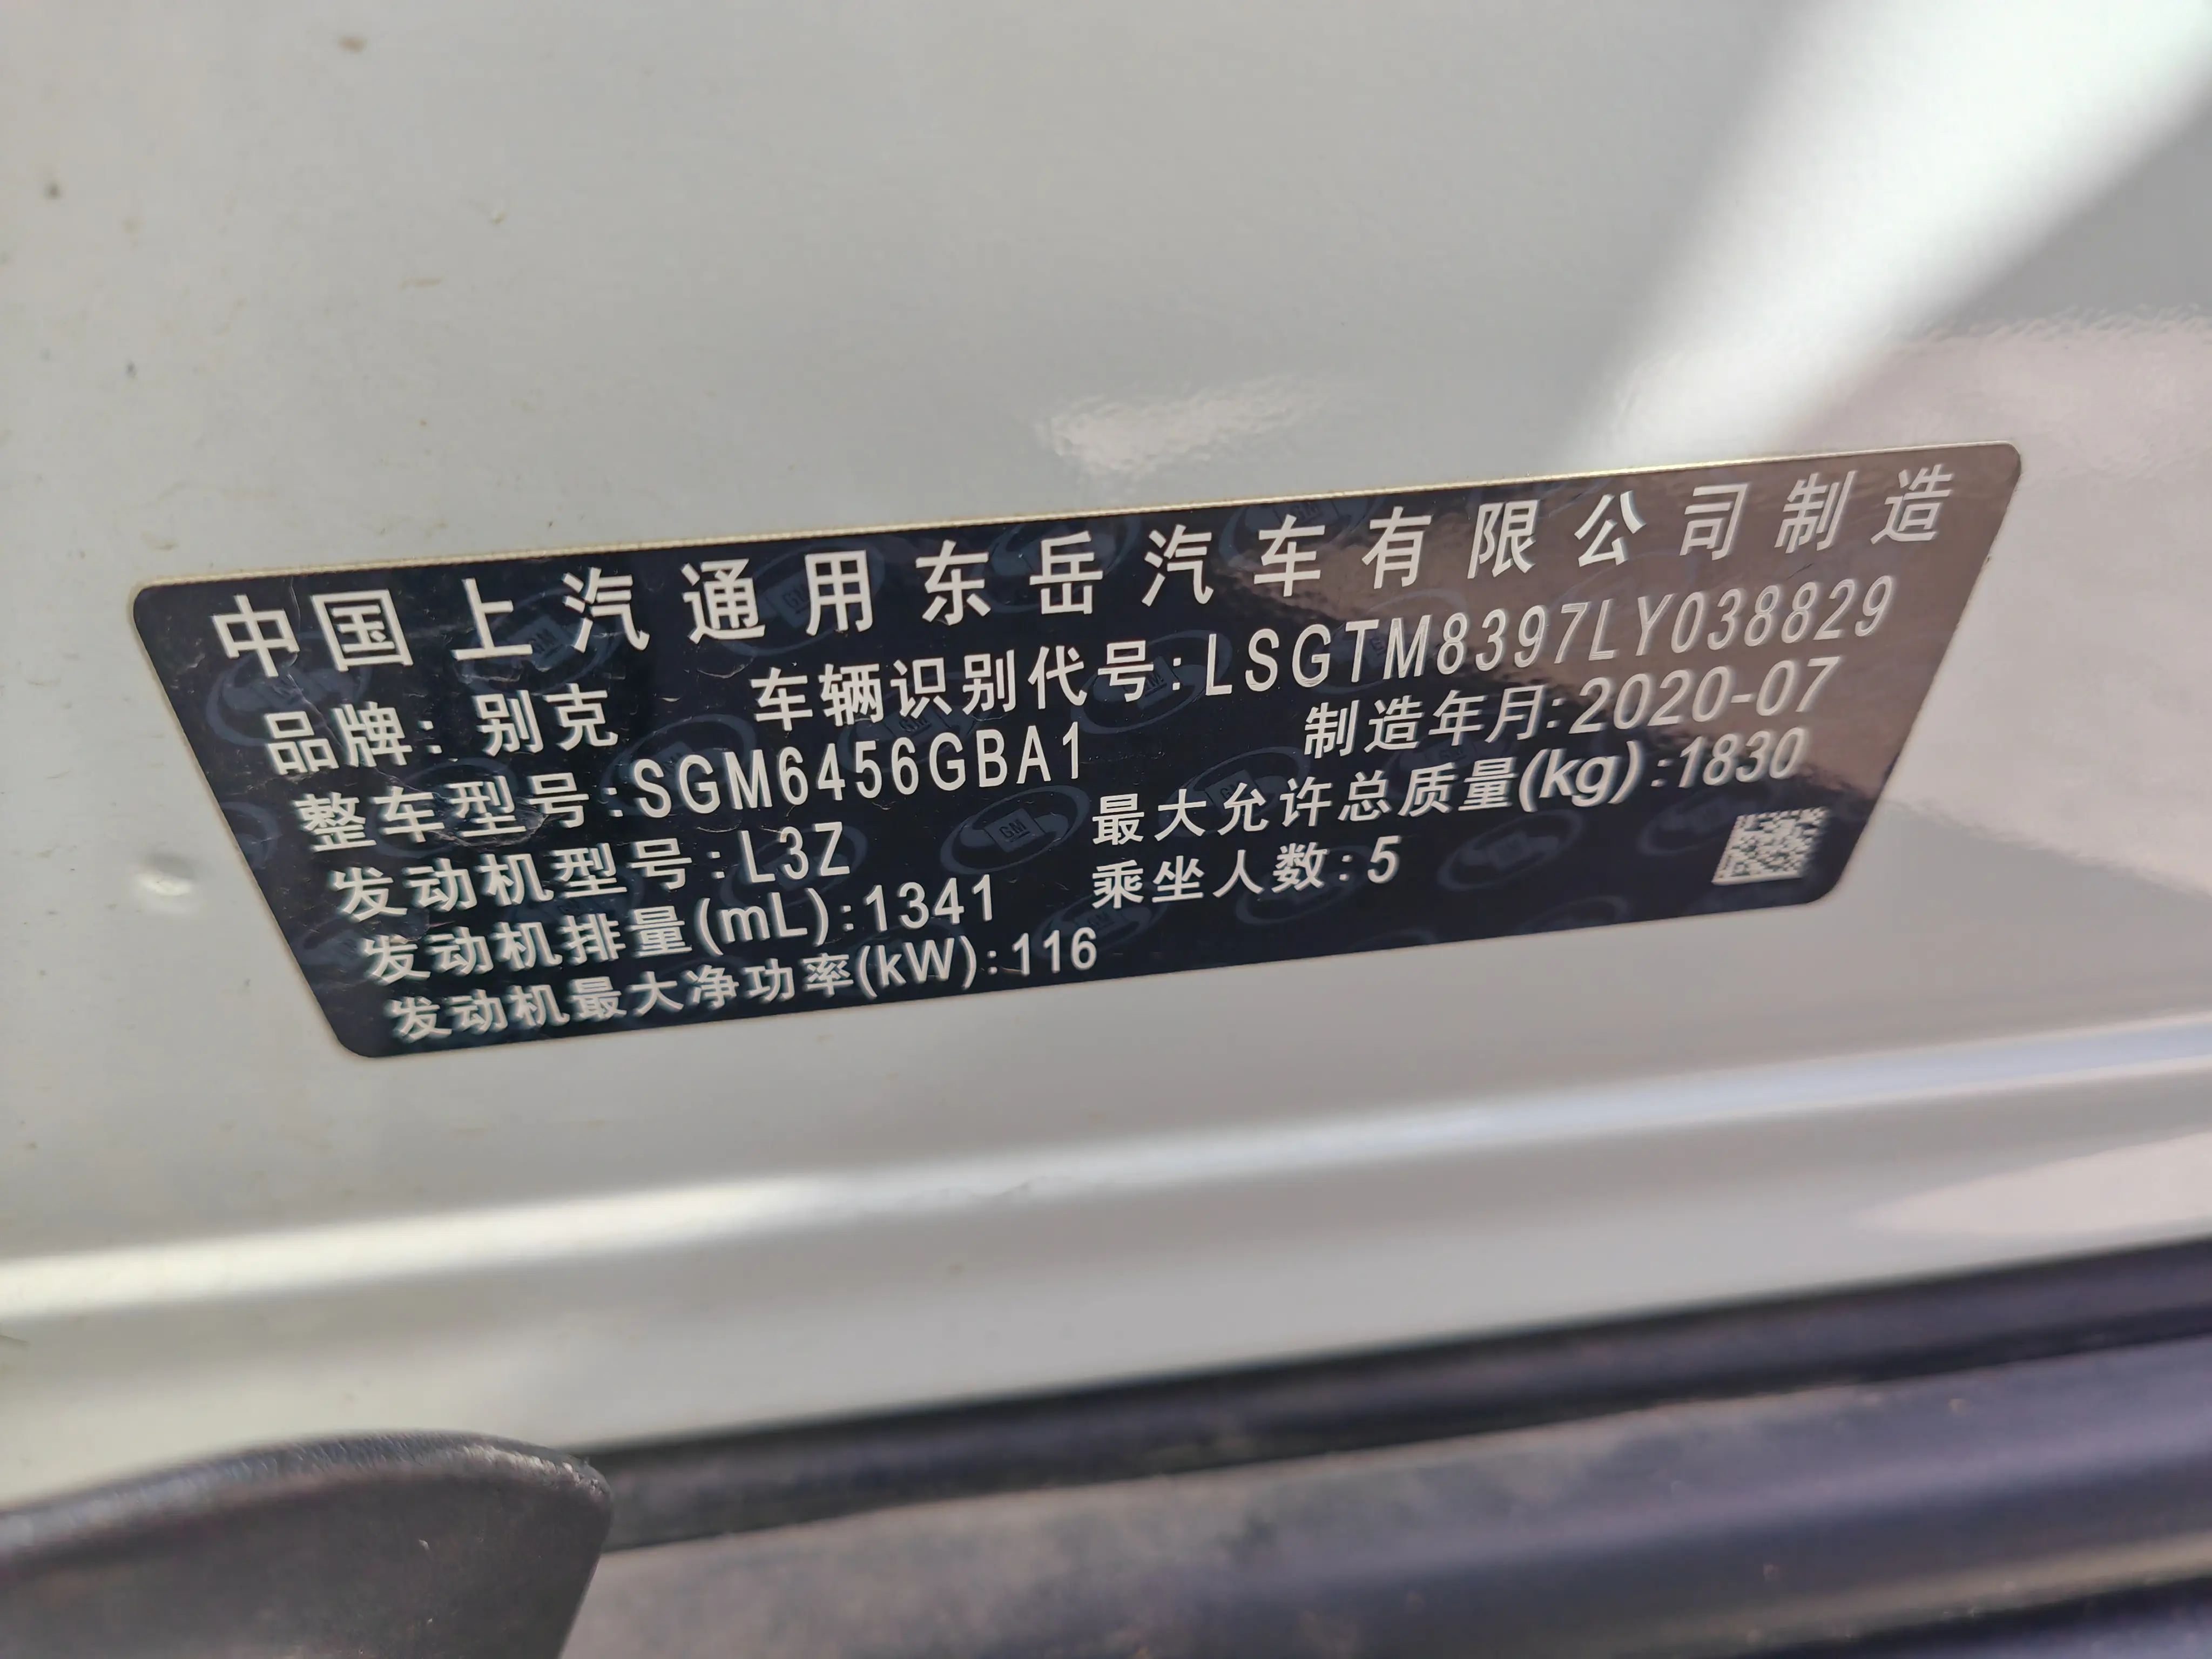 中国上汽通用东岳汽车有限公司制造
品牌: 别克 车辆识别代号:LSGTM8397LY038829
整车型号:SGM6456GBA1 制造年月:2020-07
发动机型号:L3Z 最大允许总质量(kg):1830
发动机排量(mL):1341 乘坐人数:5
发动机最大净功率(kW):116